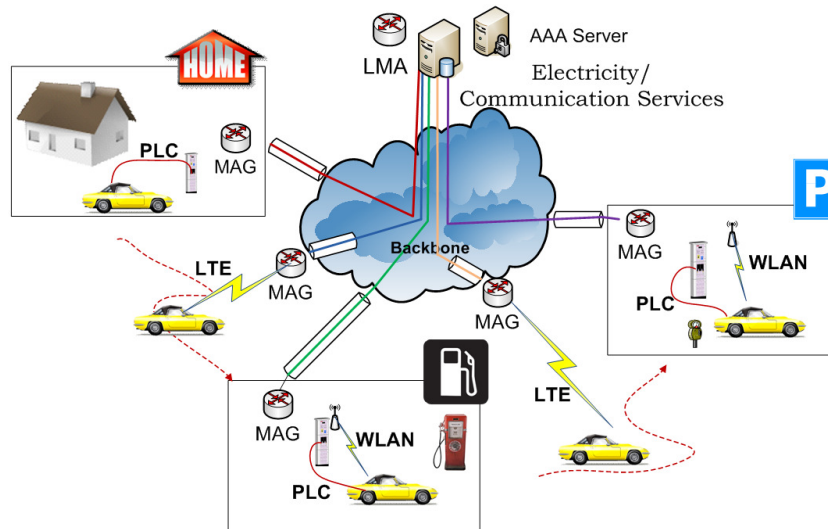 HOME
AAA Server
LMA
Electricity/
Communication Services
PLC
MAG
P
MAG
Backbone
LTE
MAG
WLAN
MAG
PLC
LTE
MAG
WLAN
PLC